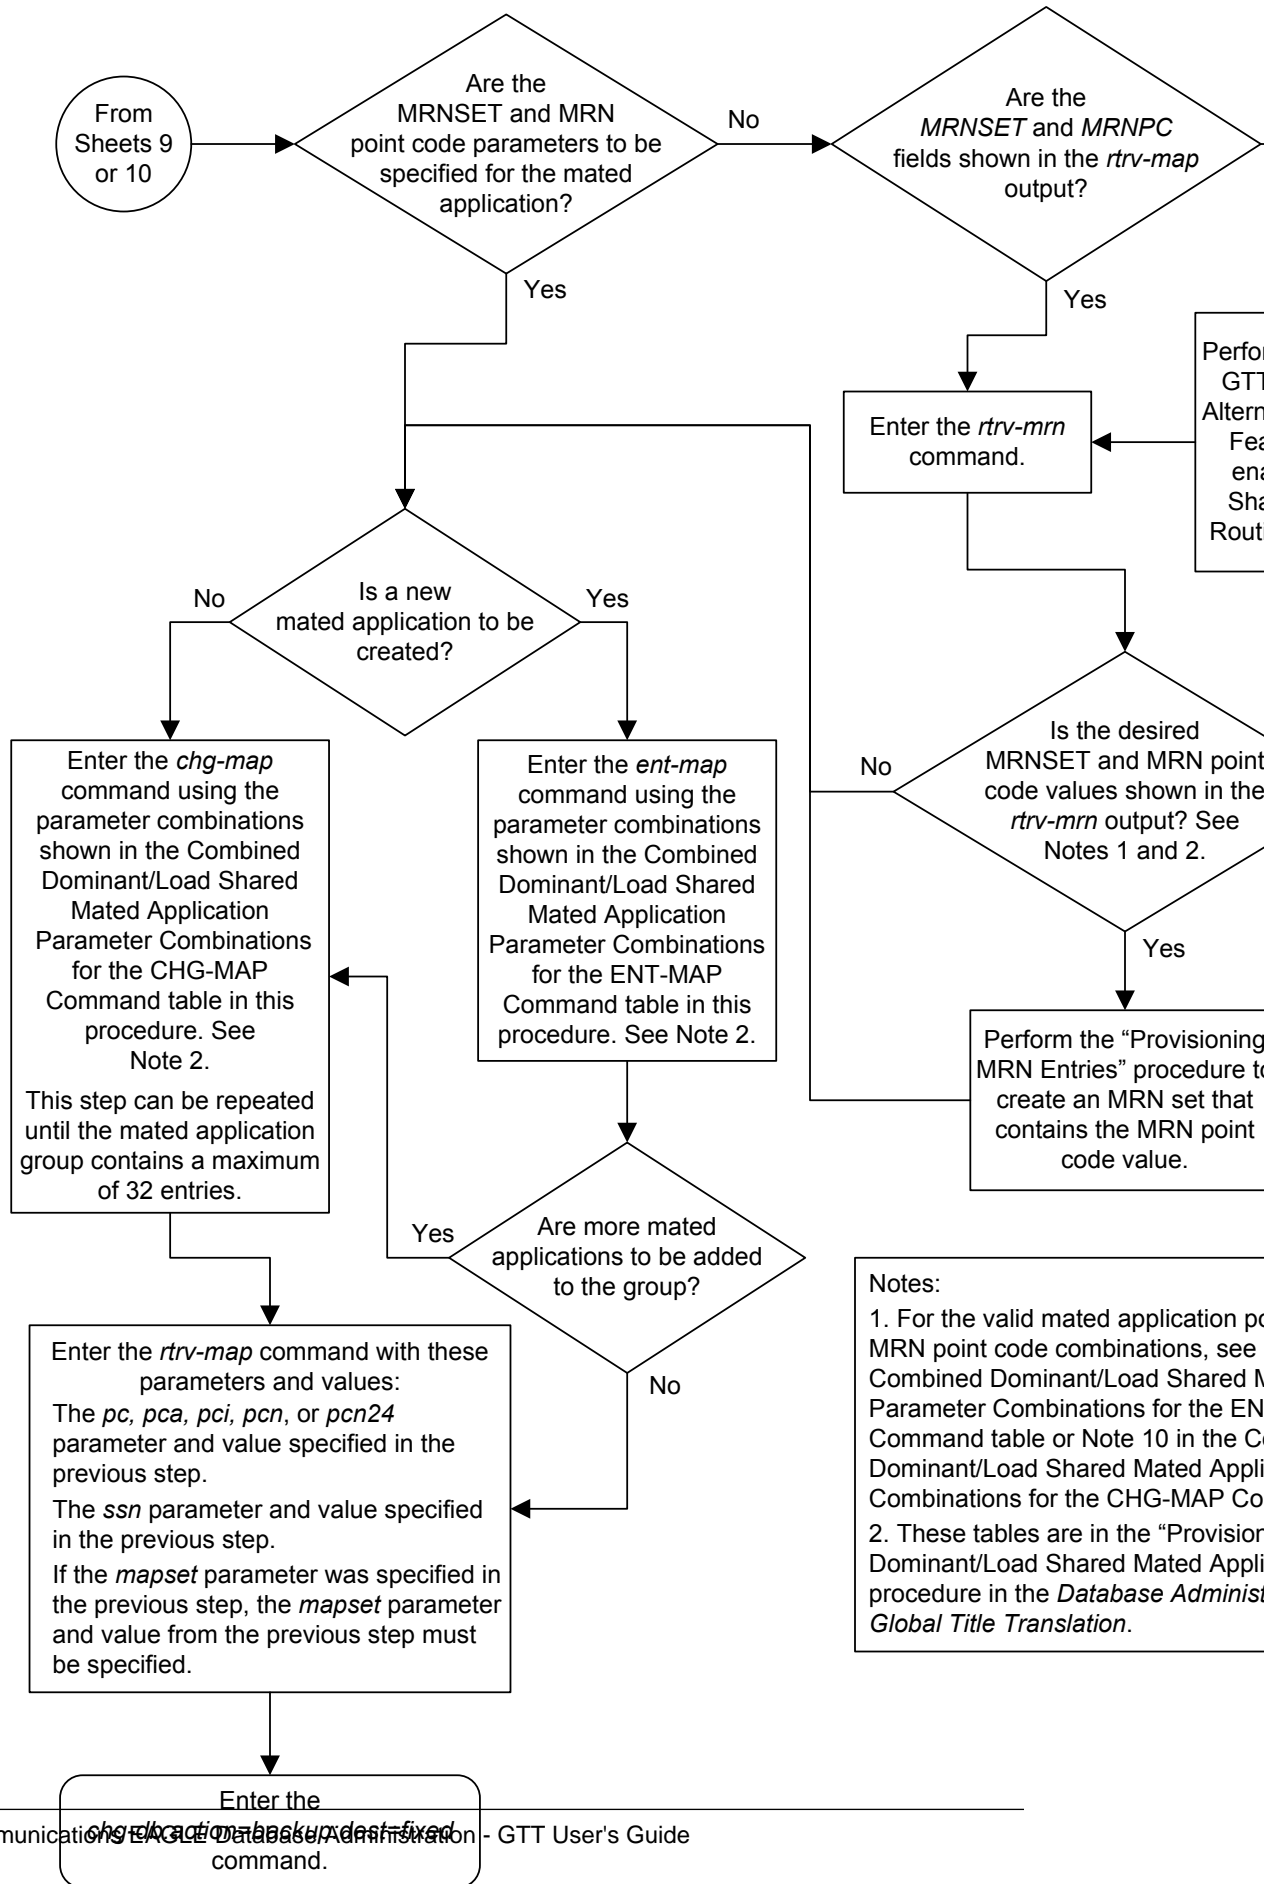 From
Sheets 9
or 10
Are the
MRNSET and MRN
point code parameters to be
specified for the mated
application?
No
Yes
Are the
MRNSET and MRNPC
fields shown in the rtrv-map
output?
Yes
Enter the rtrv-mrn
command.
Is a new
mated application to be
created?
No
Yes
Is the desired
MRNSET and MRN point
code values shown in the
rtrv-mrn output? See
Notes 1 and 2.
No
Yes
Enter the chg-map
command using the
parameter combinations
shown in the Combined
Dominant/Load Shared
Mated Application
Parameter Combinations
for the CHG-MAP
Command table in this
procedure. See
Note 2.
This step can be repeated
until the mated application
group contains a maximum
of 32 entries.
Enter the ent-map
command using the
parameter combinations
shown in the Combined
Dominant/Load Shared
Mated Application
Parameter Combinations
for the ENT-MAP
Command table in this
procedure. See Note 2.
Perform the “Provisioning
MRN Entries” procedure to
create an MRN set that
contains the MRN point
code value.
Are more mated
applications to be added
to the group?
Yes
No
Enter the rtrv-map command with these
parameters and values:
The pc, pca, pci, pcn, or pcn24
parameter and value specified in the
previous step.
The ssn parameter and value specified
in the previous step.
If the mapset parameter was specified in
the previous step, the mapset parameter
and value from the previous step must
be specified.
Notes:
1. For the valid mated application
MRN point code combinations, see
Combined Dominant/Load Shared
Parameter Combinations for the
Command table or Note 10 in the
Dominant/Load Shared Mated
Combinations for the CHG-MAP
2. These tables are in the
Dominant/Load Shared Mated
procedure in the Database
Global Title Translation.
Enter the
chg-db:action=backup:dest=fixed
command.
EAGLE Database Administration - GTT User's Guide